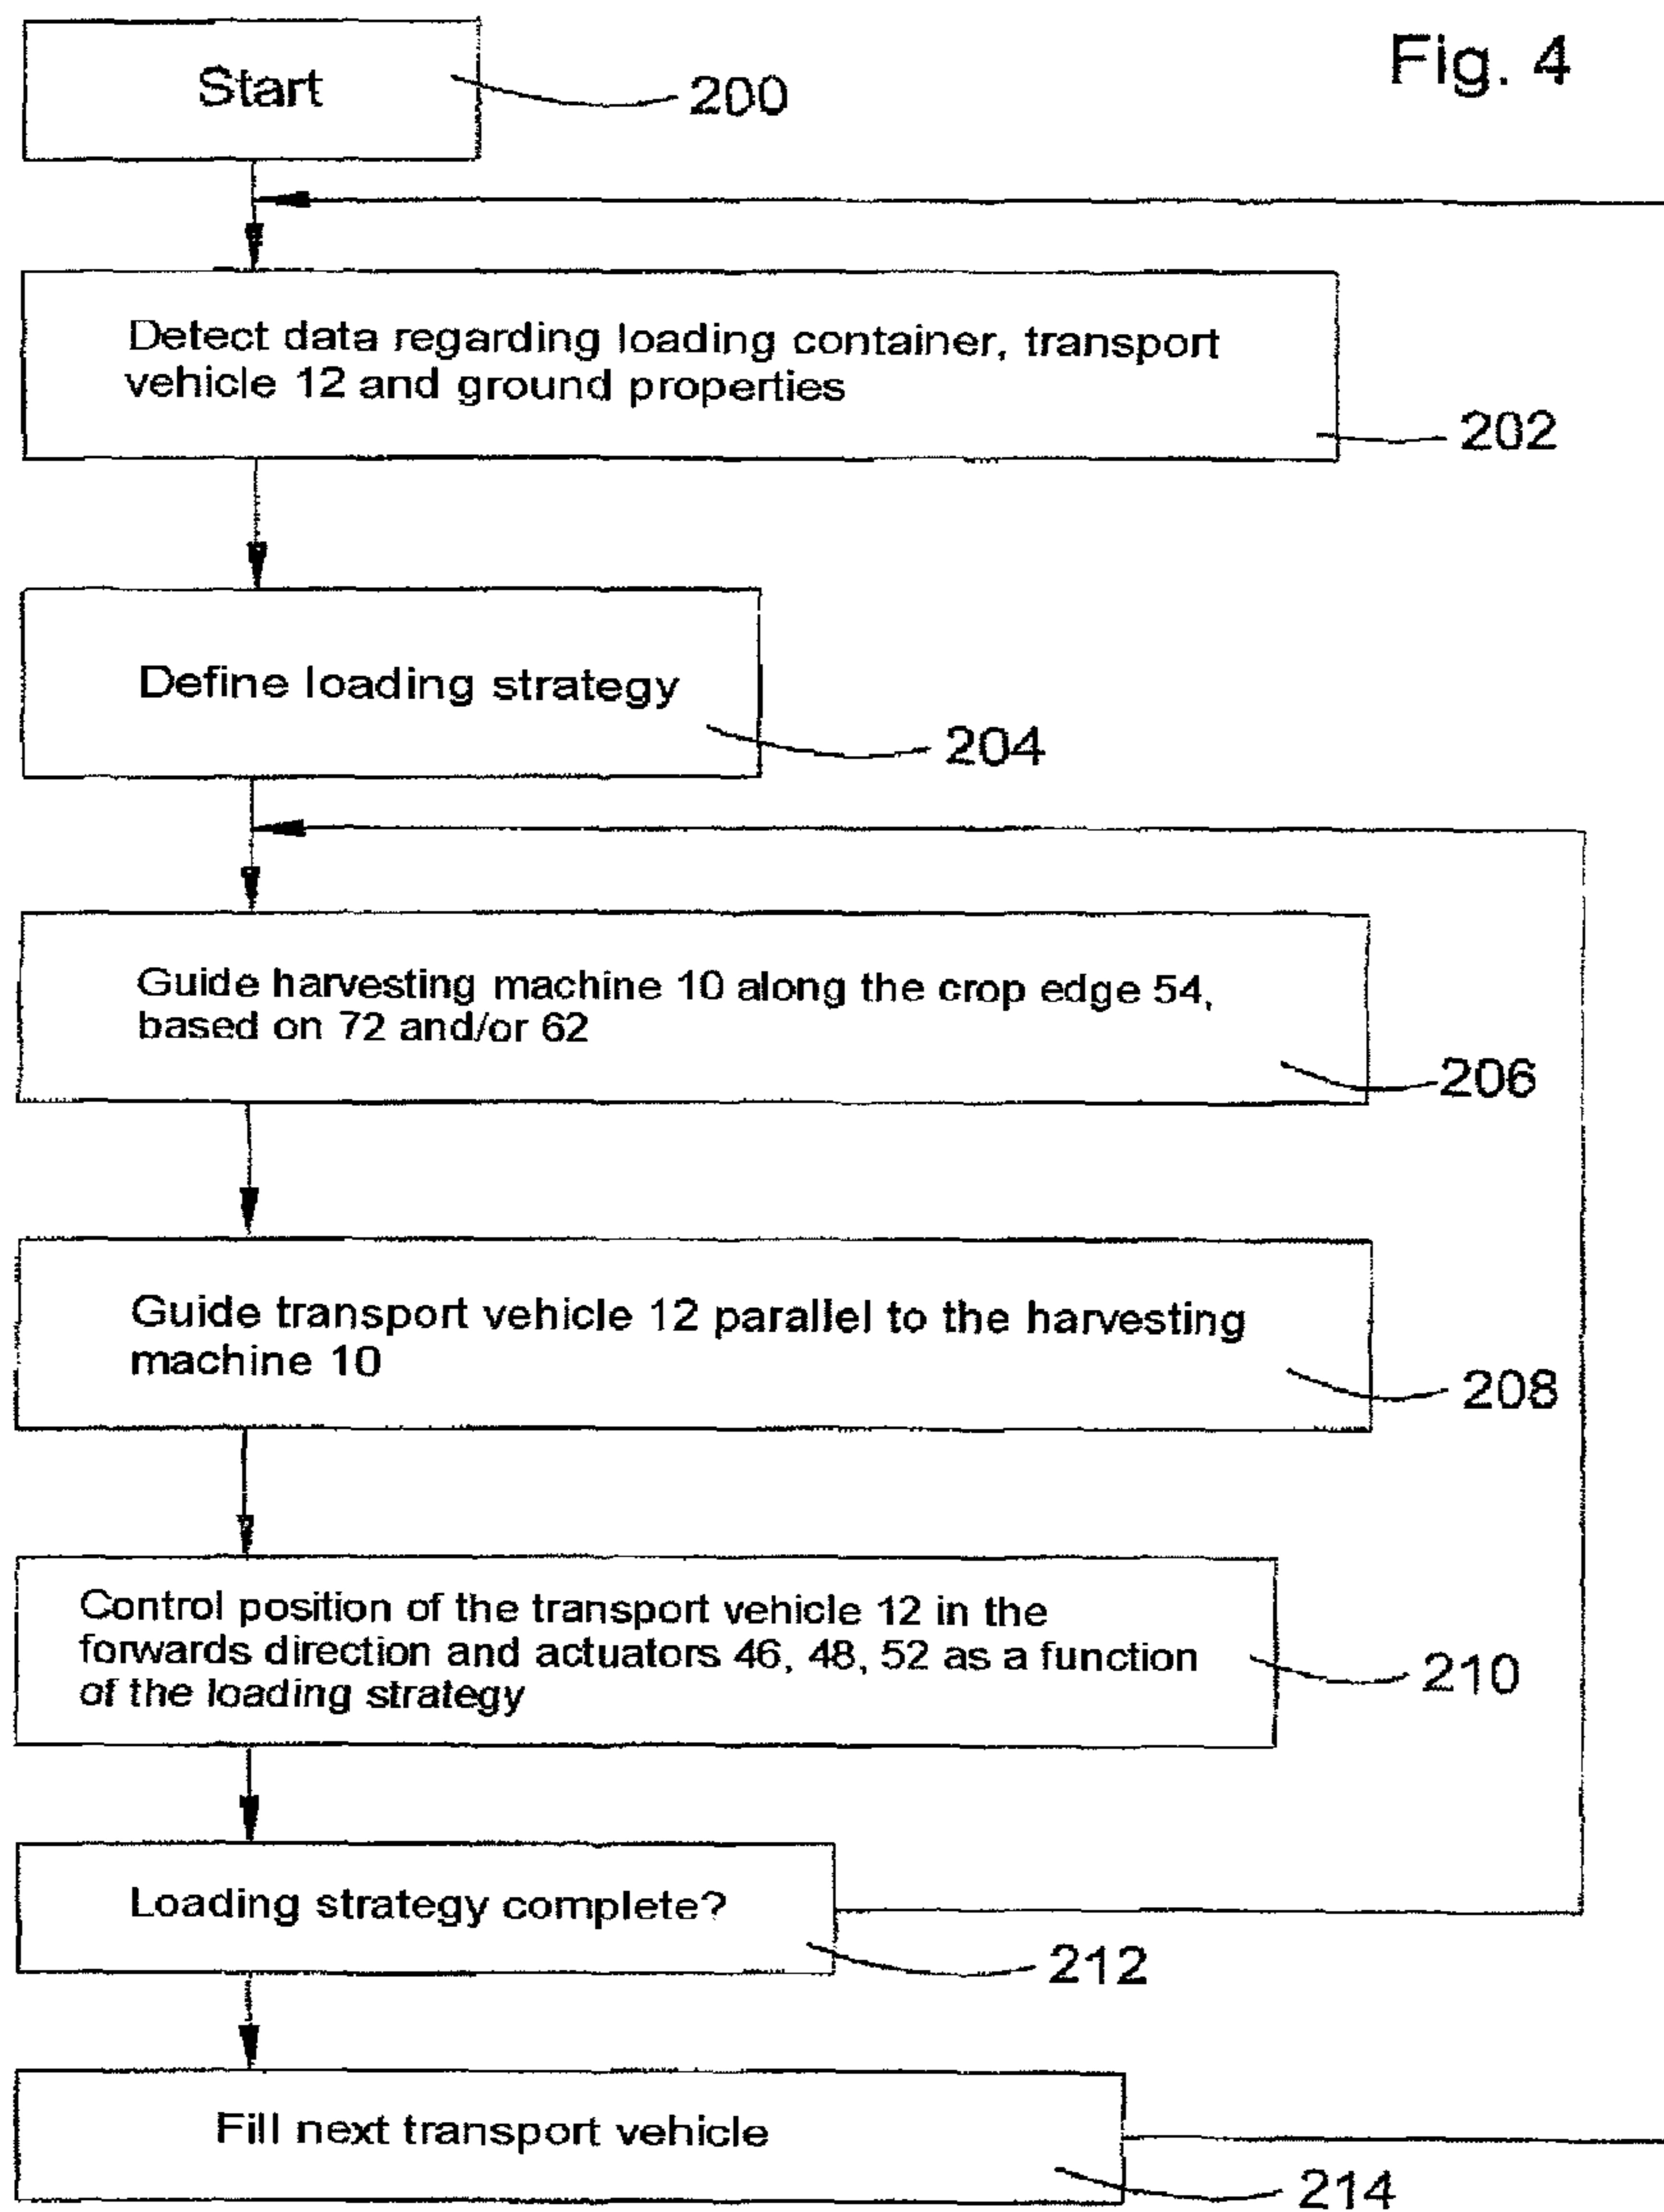 Fig. 4
Start
200
Detect data regarding loading container, transport
vehicle 12 and ground properties
202
Define loading strategy
204
Guide harvesting machine 10 along the crop edge 54,
based on 72 and/or 62
206
Guide transport vehicle 12 parallel to the harvesting
machine 10
208
Control position of the transport vehicle 12 in the
forwards direction and actuators 46, 48, 52 as a function
of the loading strategy
210
Loading strategy complete?
212
Fill next transport vehicle
214